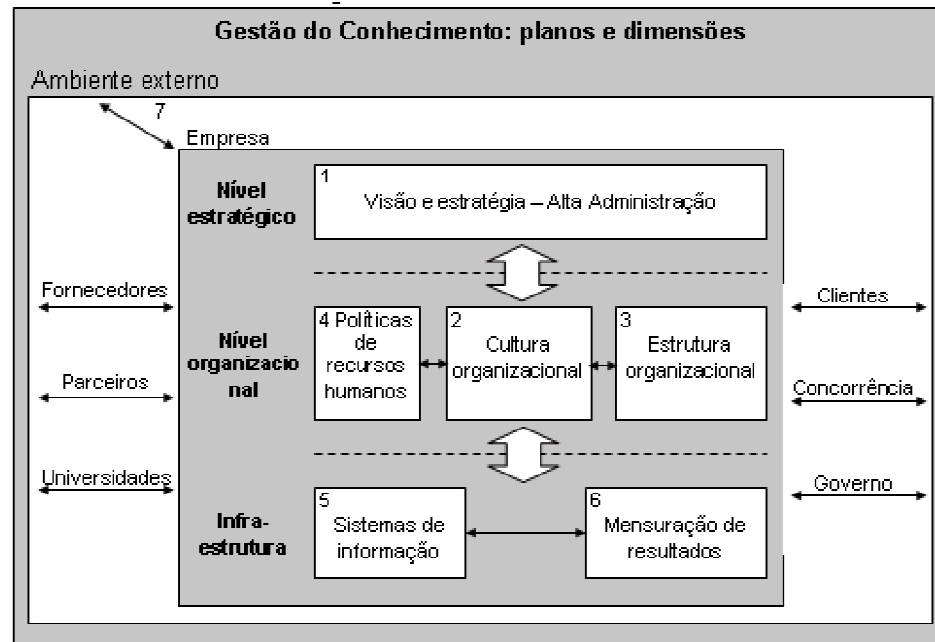 Gestão do Conhecimento: planos e dimensões
Ambiente externo
7
Empresa
Nível
estratégico
1
Visão e estratégia – Alta Administração
Fornecedores
Parceiros
Universidades
Nível
organizacio
nal
4 Políticas
de
recursos
humanos
2
Cultura
organizacional
3
Estrutura
organizacional
Clientes
Concorrência
Governo
Infra-
estrutura
5
Sistemas de
informação
6
Mensuração de
resultados